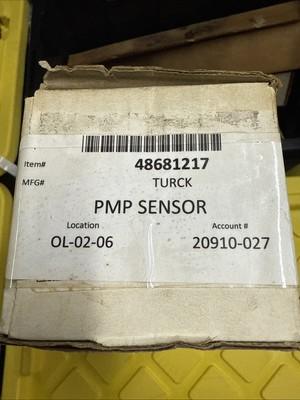 Item# 48681217
MFG# TURCK
PMP SENSOR
Location Account #
OL-02-06 20910-027